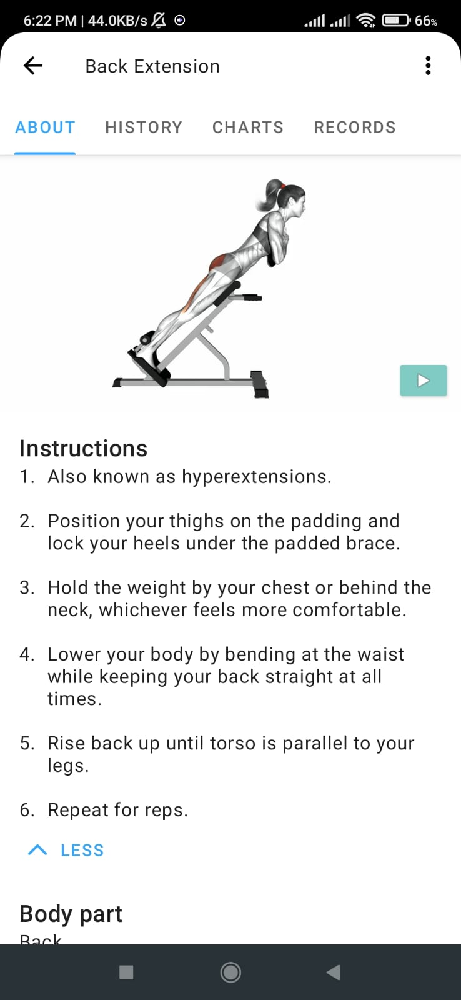 6:22 PM | 44.0KB/s 66%
Back Extension
ABOUT HISTORY CHARTS RECORDS
Instructions
1. Also known as hyperextensions.
2. Position your thighs on the padding and
lock your heels under the padded brace.
3. Hold the weight by your chest or behind the
neck, whichever feels more comfortable.
4. Lower your body by bending at the waist
while keeping your back straight at all
times.
5. Rise back up until torso is parallel to your
legs.
6. Repeat for reps.
LESS
Body part
Back